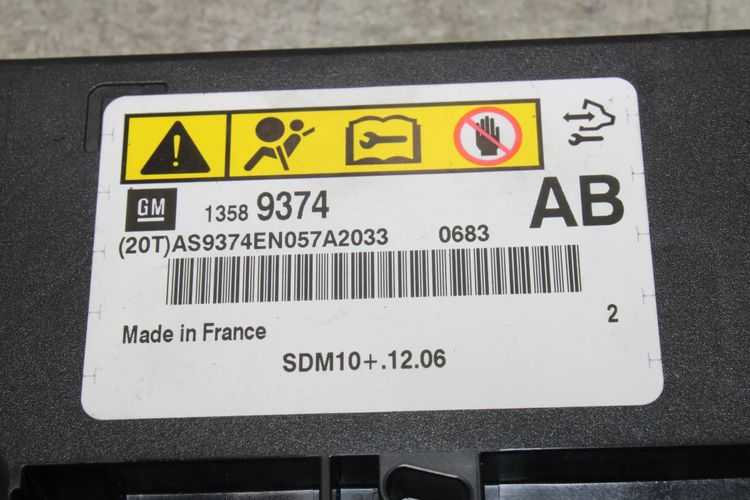 GM 1358 9374 AB
(20T)AS9374EN057A2033 0683
2
Made in France
SDM10+.12.06